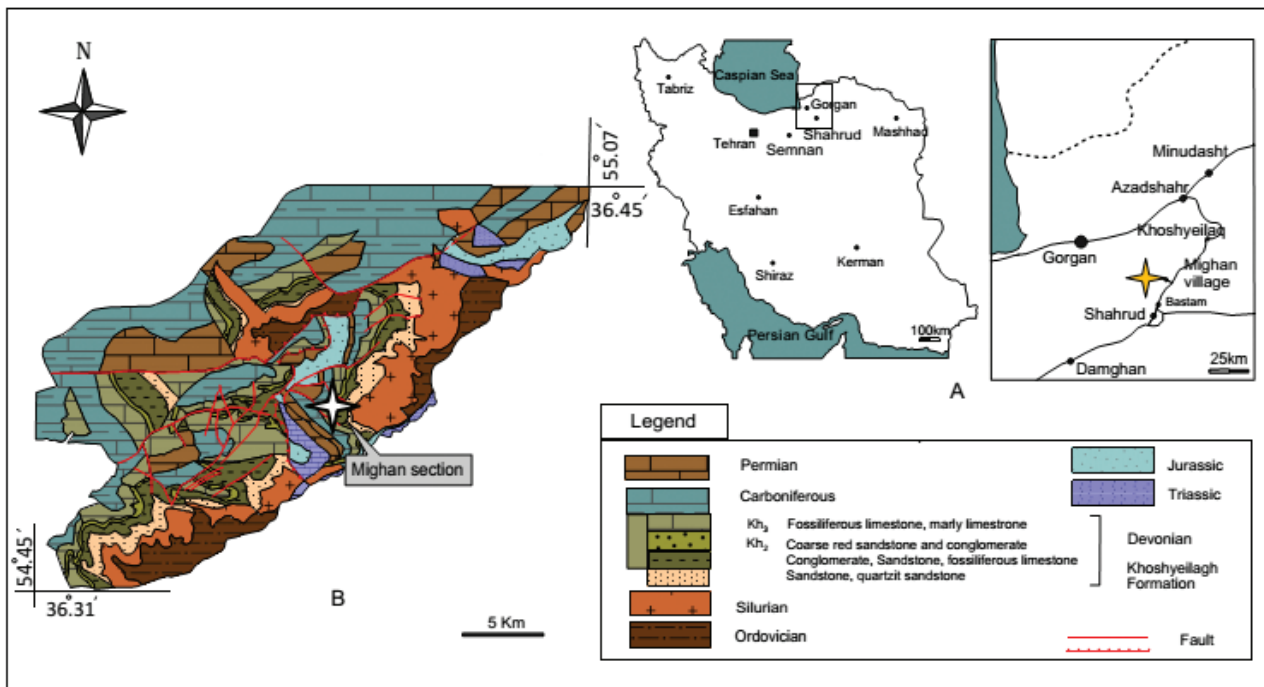 N
55.07°´
36.45°´
Mighan section
54.45°´
36.31°´
B
5 Km
Caspian Sea
Tabriz
Gorgan
Shahrud
Mashhad
Tehran
Semnan
Esfahan
Kerman
Shiraz
Persian Gulf
100km
A
Minudasht
Azadshahr
Khoshyeilaq
Gorgan
Mighan
village
Bastam
Shahrud
Damghan
25km
Legend
Permian
Carboniferous
Kh3 Fossiliferous limestone, marly limestrone
Kh2 Coarse red sandstone and conglomerate
Conglomerate, Sandstone, fossiliferous limestone
Sandstone, quartzit sandstone
Silurian
Ordovician
Jurassic
Triassic
Devonian
Khoshyeilagh
Formation
Fault